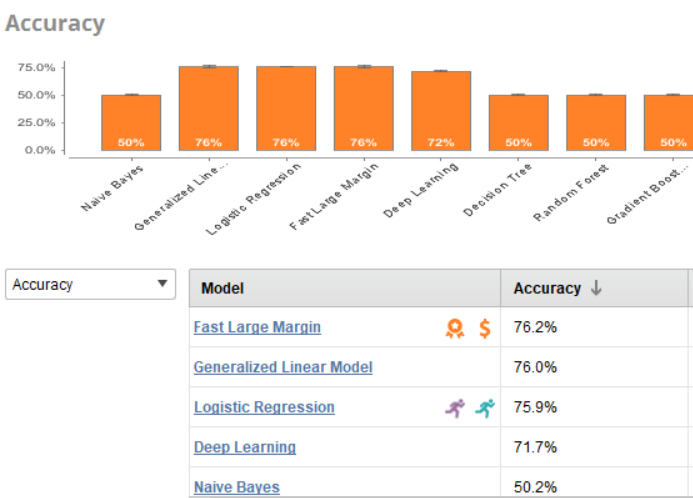 Accuracy
75.0%
50.0%
25.0%
0.0%
50% 76% 76% 76% 72% 50% 50% 50%
Naive Bayes Generalized Line... Logistic Regression Fast Large Margin Deep Learning Decision Tree Random Forest Gradient Boost...
Accuracy
Model Accuracy
Fast Large Margin $ 76.2%
Generalized Linear Model 76.0%
Logistic Regression 75.9%
Deep Learning 71.7%
Naive Bayes 50.2%